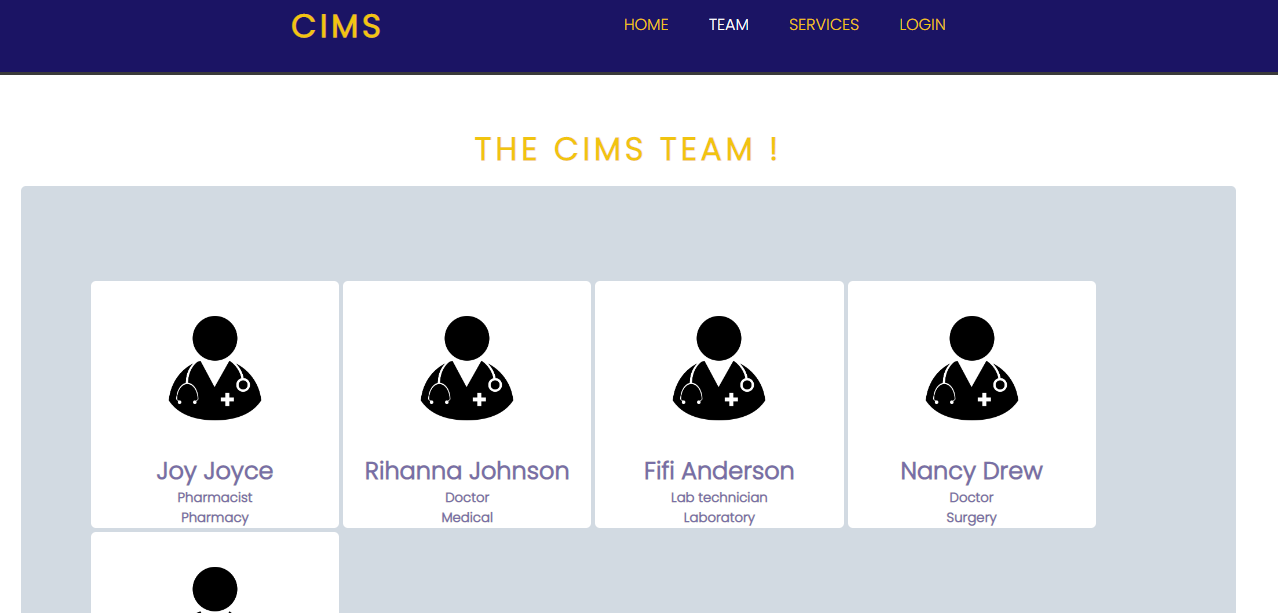 CIMS
HOME TEAM SERVICES LOGIN
THE CIMS TEAM !
Joy Joyce
Pharmacist
Pharmacy
Rihanna Johnson
Doctor
Medical
Fifi Anderson
Lab technician
Laboratory
Nancy Drew
Doctor
Surgery